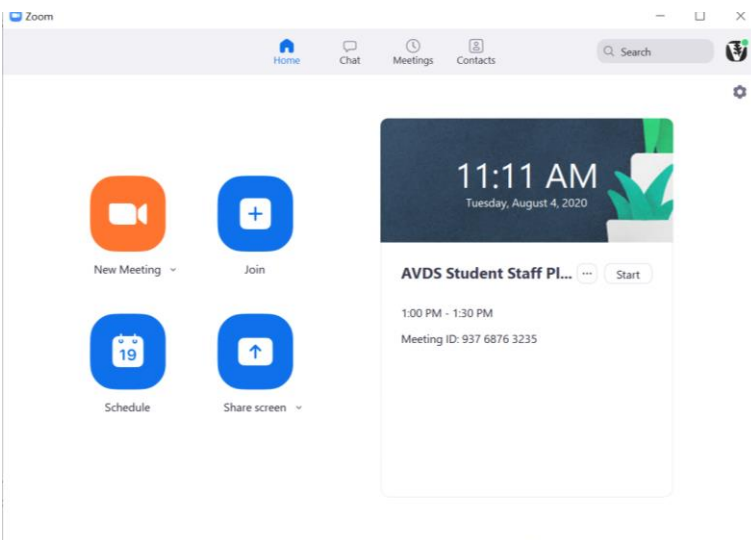 Zoom
Home
Chat
Meetings
Contacts
Search
11:11 AM
Tuesday, August 4, 2020
New Meeting
Join
AVDS Student Staff Pl... ... Start
1:00 PM - 1:30 PM
Meeting ID: 937 6876 3235
19
Schedule
Share screen